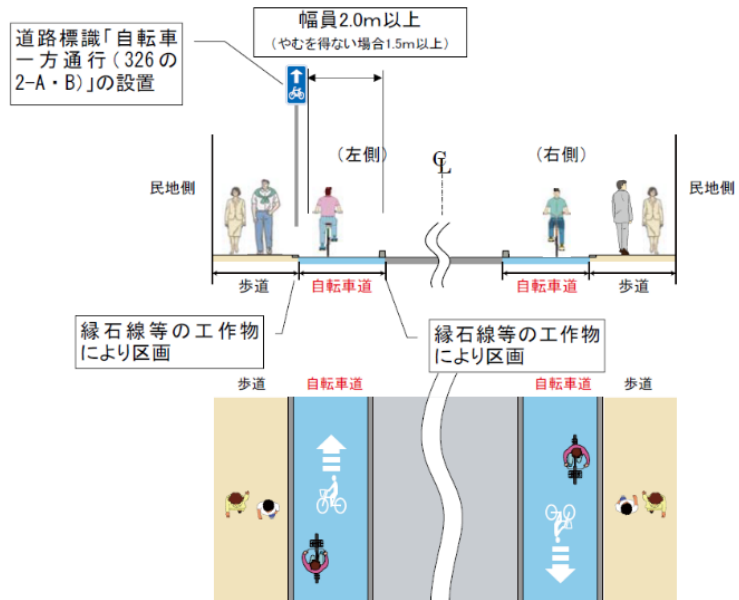 幅員2.0m以上
(やむを得ない場合1.5m以上)
道路標識「自転車
一方通行(326の
2-A・B)」の設置
(左側)
CL
(右側)
民地側
民地側
歩道
自転車道
自転車道
歩道
縁石線等の工作物
により区画
縁石線等の工作物
により区画
歩道
自転車道
自転車道
歩道